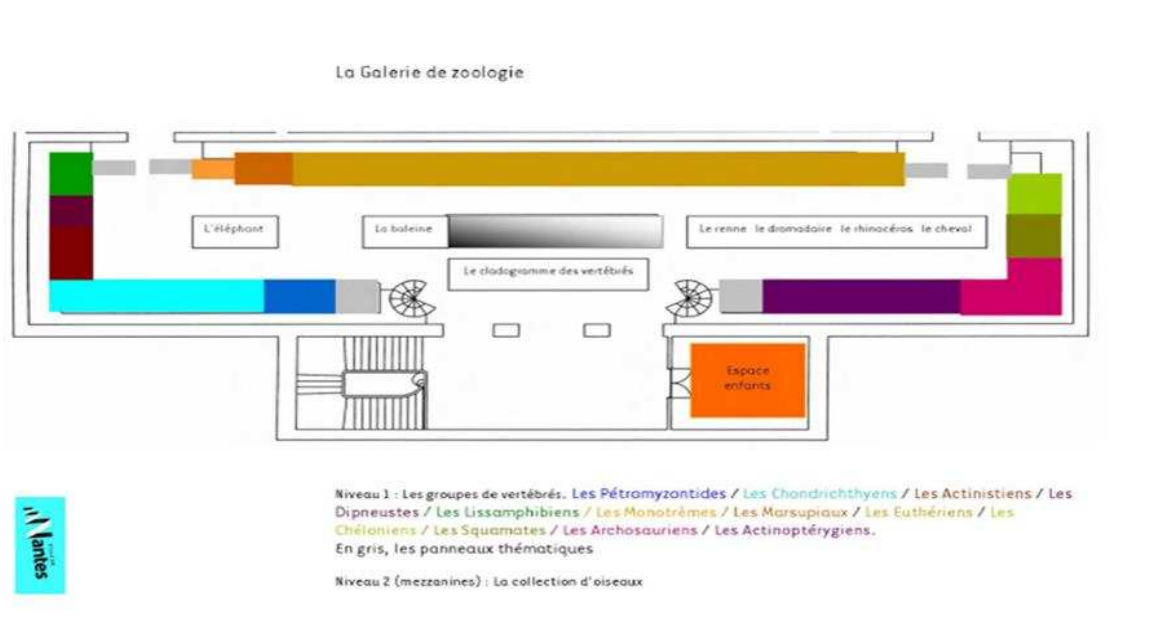 La Galerie de zoologie
L'éléphant
La baleine
Le renne le dromadaire le rhinocéros le cheval
Le cladogramme des vertébrés
Espace
enfants
Niveau 1 : Les groupes de vertébrés. Les Pétromyzontides / Les Chondrichthyens / Les Actinistiens / Les
Dipneustes / Les Lissamphibiens / Les Monotrèmes / Les Marsupiaux / Les Euthériens / Les
Chéloniens / Les Squamates / Les Archosauriens / Les Actinoptérygiens.
En gris, les panneaux thématiques
Niveau 2 (mezzanines) : La collection d'oiseaux
Nantes